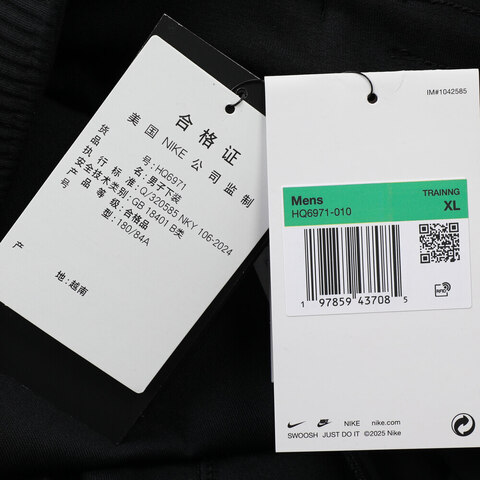 合格证
美国 NIKE 公司监制
货 号:HQ6971
品 名:男子下装
执行标准:Q/320585 NKY 106-2024
安全技术类别:GB 18401 B类
产品等级:合格品
型:180/84A
产 地:越南
IM#1042585
Mens
TRAINNG
HQ6971-010
XL
1 97859 43708 5
RFID
NIKE nike.com
SWOOSH JUST DO IT ©2025 Nike